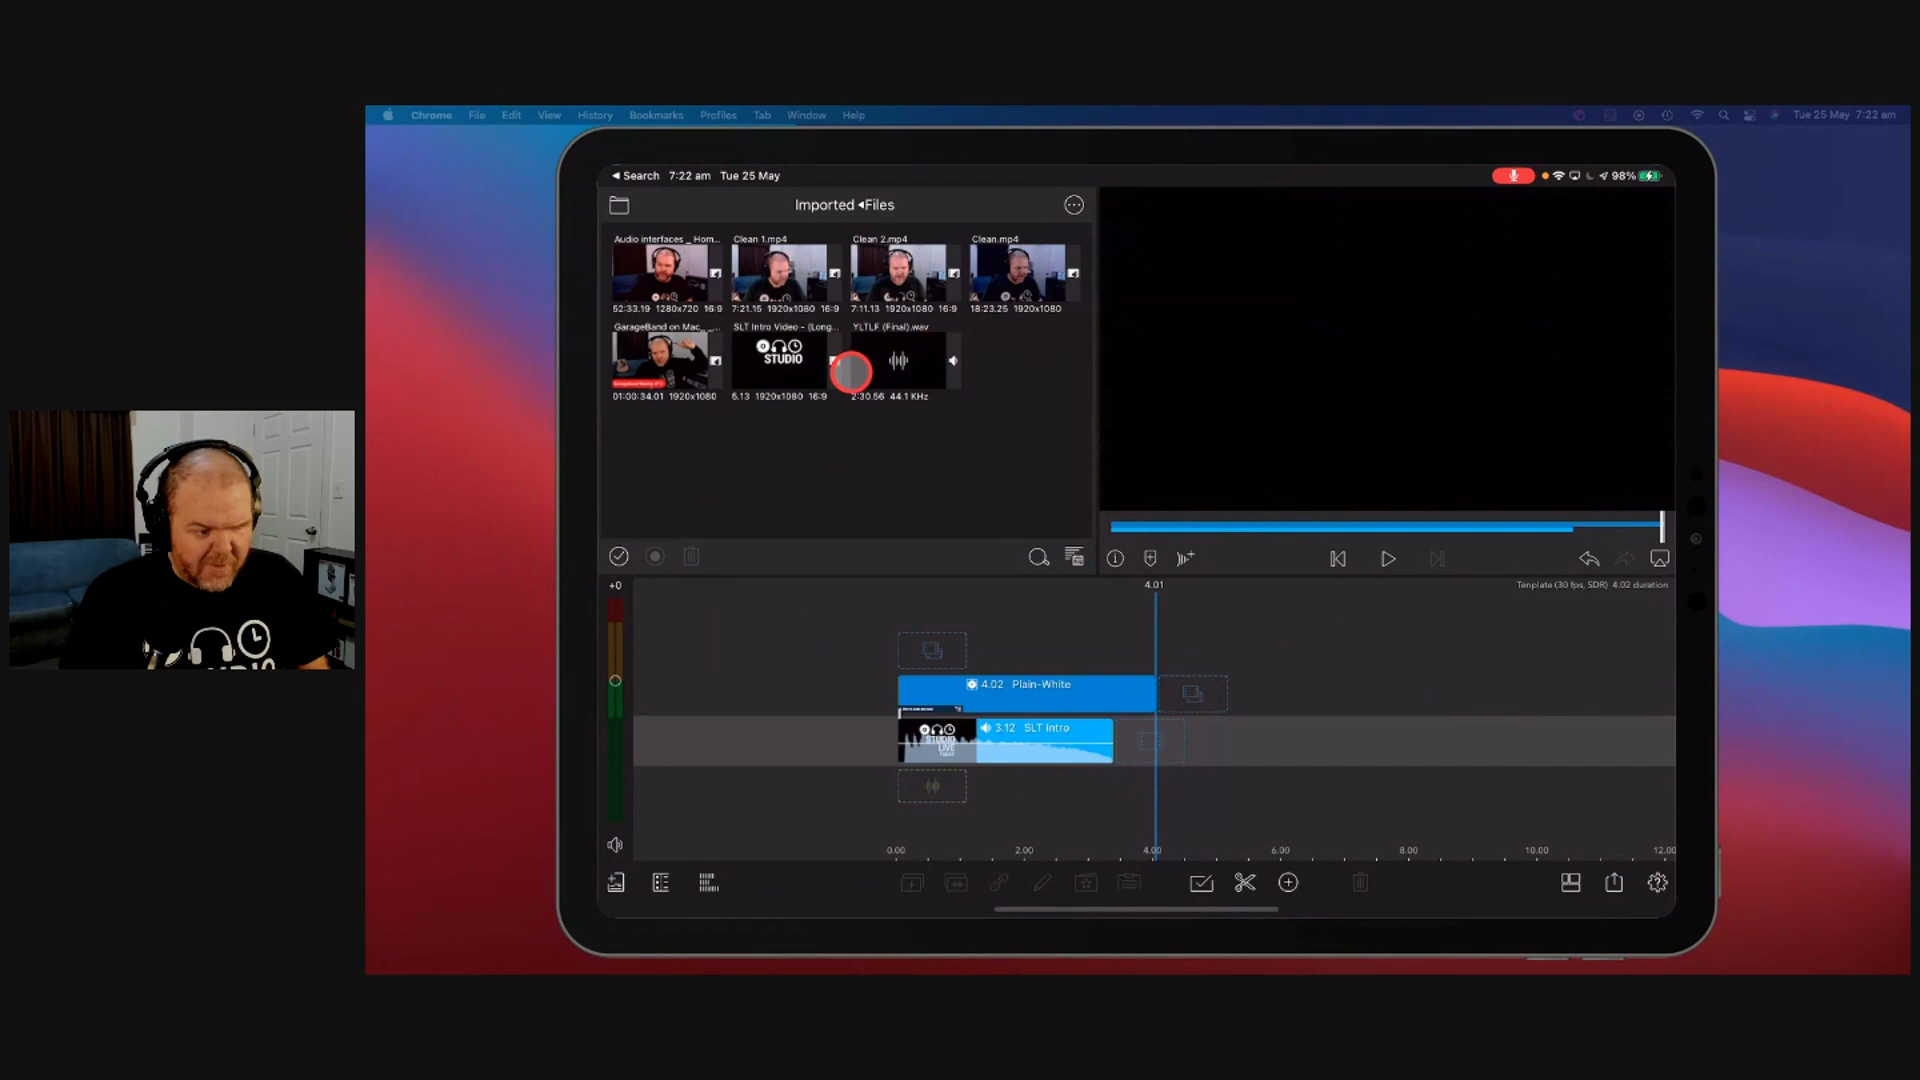 Chrome File Edit View History Bookmarks Profiles Tab Window Help Tue 25 May 7:22 am
Search 7:22 am Tue 25 May 98%
Imported Files
Audio interfaces _ Hom... Clean 1.mp4 Clean 2.mp4 Clean.mp4
52:33.19 1280x720 16:9 7:21.15 1920x1080 16:9 7:11.13 1920x1080 16:9 18:23.25 1920x1080
GarageBand on Mac_ _... SLT Intro Video - (Long... YLTLF (Final).wav
STUDIO
01:00:34.01 1920x1080 6.13 1920x1080 16:9 2:30.56 44.1 KHz
+0 4.01 Template (30 fps, SDR) 4.02 duration
4.02 Plain-White
3.12 SLT Intro
STUDIO
LIVE
0.00 2.00 4.00 6.00 8.00 10.00 12.00